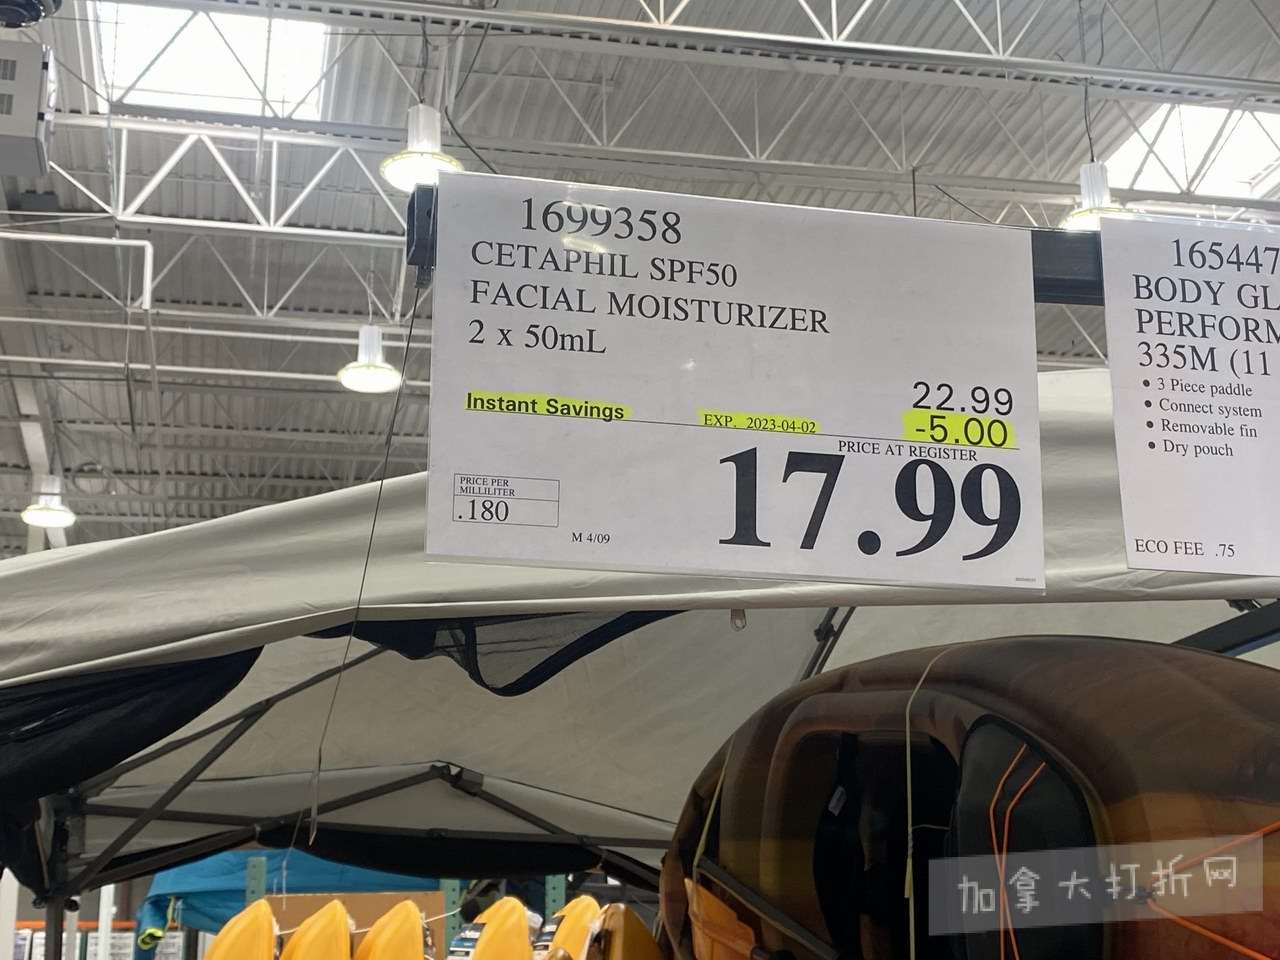 1699358
CETAPHIL SPF50
FACIAL MOISTURIZER
2 x 50mL
22.99
Instant Savings EXP. 2023-04-02 -5.00
PRICE AT REGISTER
17.99
PRICE PER
MILLILITER
.180
M 4/09
165447
BODY GL
PERFORM
335M (11
• 3 Piece paddle
• Connect system
• Removable fin
• Dry pouch
ECO FEE .75
加拿大打折网